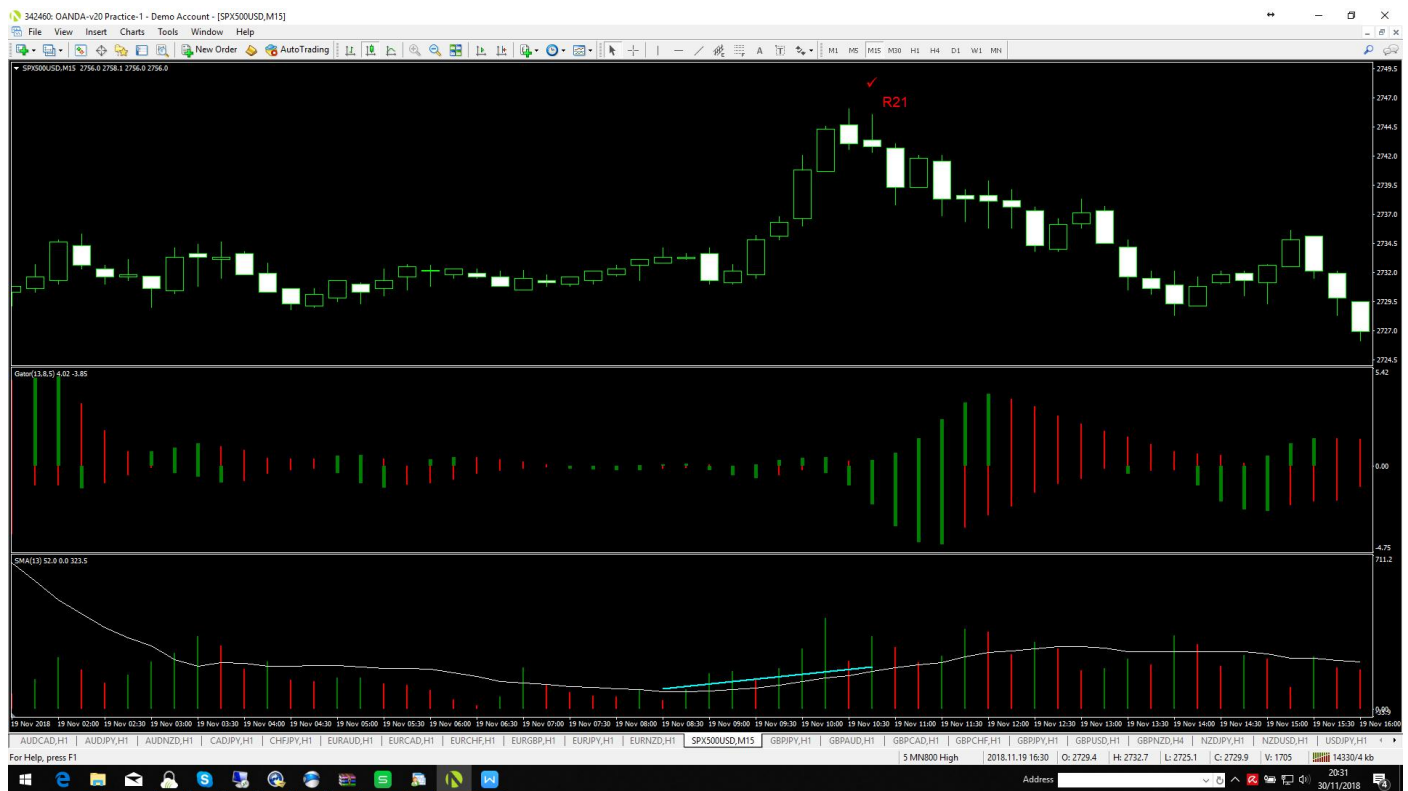 342460: OANDA-v20 Practice-1 - Demo Account - [SPX500USD,M15]
File View Insert Charts Tools Window Help
New Order AutoTrading M1 M5 M15 M30 H1 H4 D1 W1 MN
SPX500USD,M15 2756.0 2758.1 2756.0 2756.0
R21
2749.5
2747.0
2744.5
2742.0
2739.5
2737.0
2734.5
2732.0
2729.5
2727.0
2724.5
Gator(13,8,5) 4.02 -3.85
5.42
0.00
-4.75
SMA(13) 52.0 0.0 323.5
711.2
19 Nov 2018 19 Nov 02:00 19 Nov 02:30 19 Nov 03:00 19 Nov 03:30 19 Nov 04:00 19 Nov 04:30 19 Nov 05:00 19 Nov 05:30 19 Nov 06:00 19 Nov 06:30 19 Nov 07:00 19 Nov 07:30 19 Nov 08:00 19 Nov 08:30 19 Nov 09:00 19 Nov 09:30 19 Nov 10:00 19 Nov 10:30 19 Nov 11:00 19 Nov 11:30 19 Nov 12:00 19 Nov 12:30 19 Nov 13:00 19 Nov 13:30 19 Nov 14:00 19 Nov 14:30 19 Nov 15:00 19 Nov 15:30 19 Nov 16:00
AUDCAD,H1 AUDJPY,H1 AUDNZD,H1 CADJPY,H1 CHFJPY,H1 EURAUD,H1 EURCAD,H1 EURCHF,H1 EURGBP,H1 EURJPY,H1 EURNZD,H1 SPX500USD,M15 GBPJPY,H1 GBPAUD,H1 GBPCAD,H1 GBPCHF,H1 GBPJPY,H1 GBPUSD,H1 GBPNZD,H4 NZDJPY,H1 NZDUSD,H1 USDJPY,H1
For Help, press F1 5 MN800 High 2018.11.19 16:30 O: 2729.4 H: 2732.7 L: 2725.1 C: 2729.9 V: 1705 14330/4 kb
Address 20:31
30/11/2018